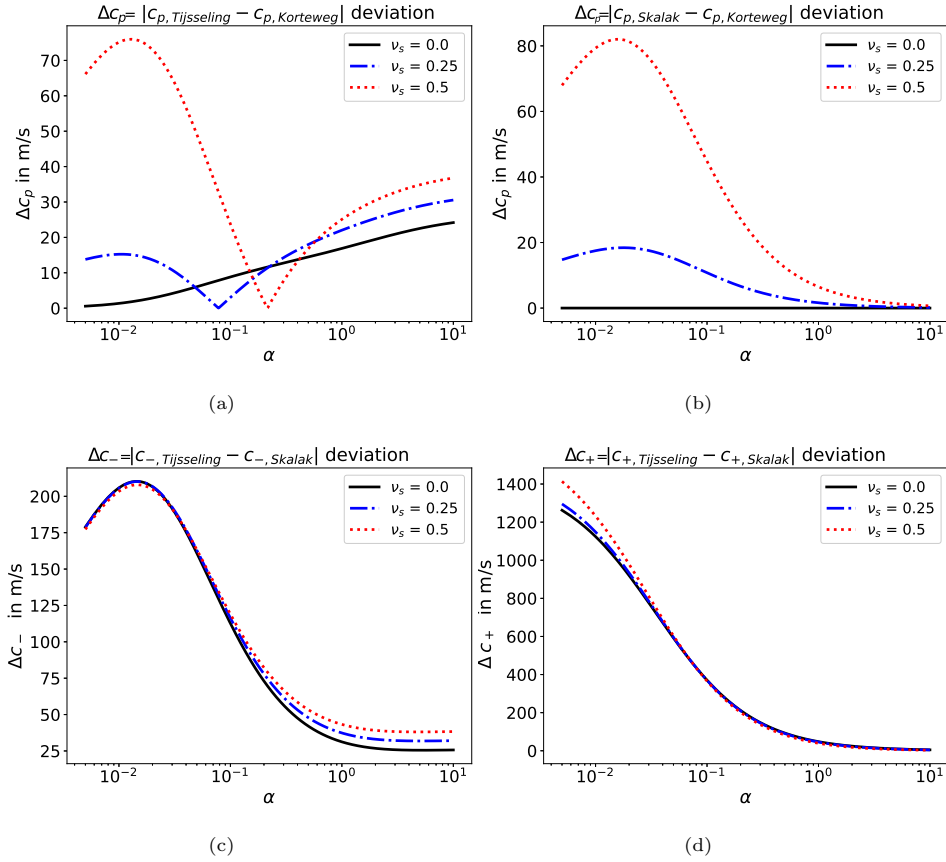 Δc_p = |c_{p, Tijsseling} − c_{p, Korteweg}| deviation
Δc_p in m/s
70
60
50
40
30
20
10
0
ν_s = 0.0
ν_s = 0.25
ν_s = 0.5
10^{−2} 10^{−1} 10^0 10^1
α
(a)
Δc_p=|c_{p, Skalak} − c_{p, Korteweg}| deviation
Δc_p in m/s
80
60
40
20
0
ν_s = 0.0
ν_s = 0.25
ν_s = 0.5
10^{−2} 10^{−1} 10^0 10^1
α
(b)
Δc_−=|c_{−, Tijsseling} − c_{−, Skalak}| deviation
Δc_− in m/s
200
175
150
125
100
75
50
25
ν_s = 0.0
ν_s = 0.25
ν_s = 0.5
10^{−2} 10^{−1} 10^0 10^1
α
(c)
Δc_+=|c_{+, Tijsseling} − c_{+, Skalak}| deviation
Δ c_+ in m/s
1400
1200
1000
800
600
400
200
0
ν_s = 0.0
ν_s = 0.25
ν_s = 0.5
10^{−2} 10^{−1} 10^0 10^1
α
(d)